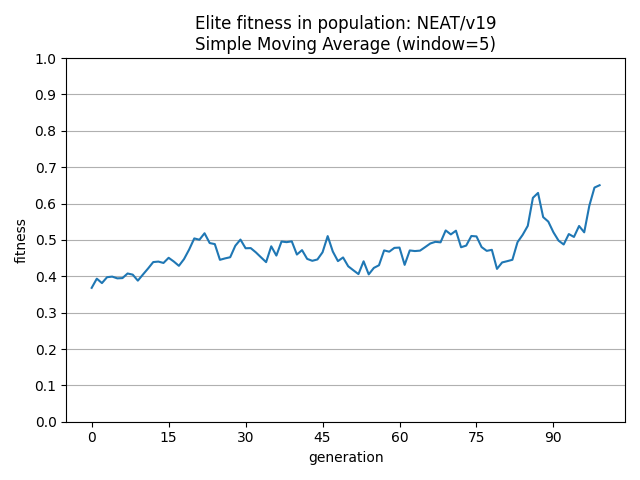 Elite fitness in population: NEAT/v19
Simple Moving Average (window=5)
1.0
0.9
0.8
0.7
0.6
0.5
0.4
0.3
0.2
0.1
0.0
fitness
0 15 30 45 60 75 90
generation